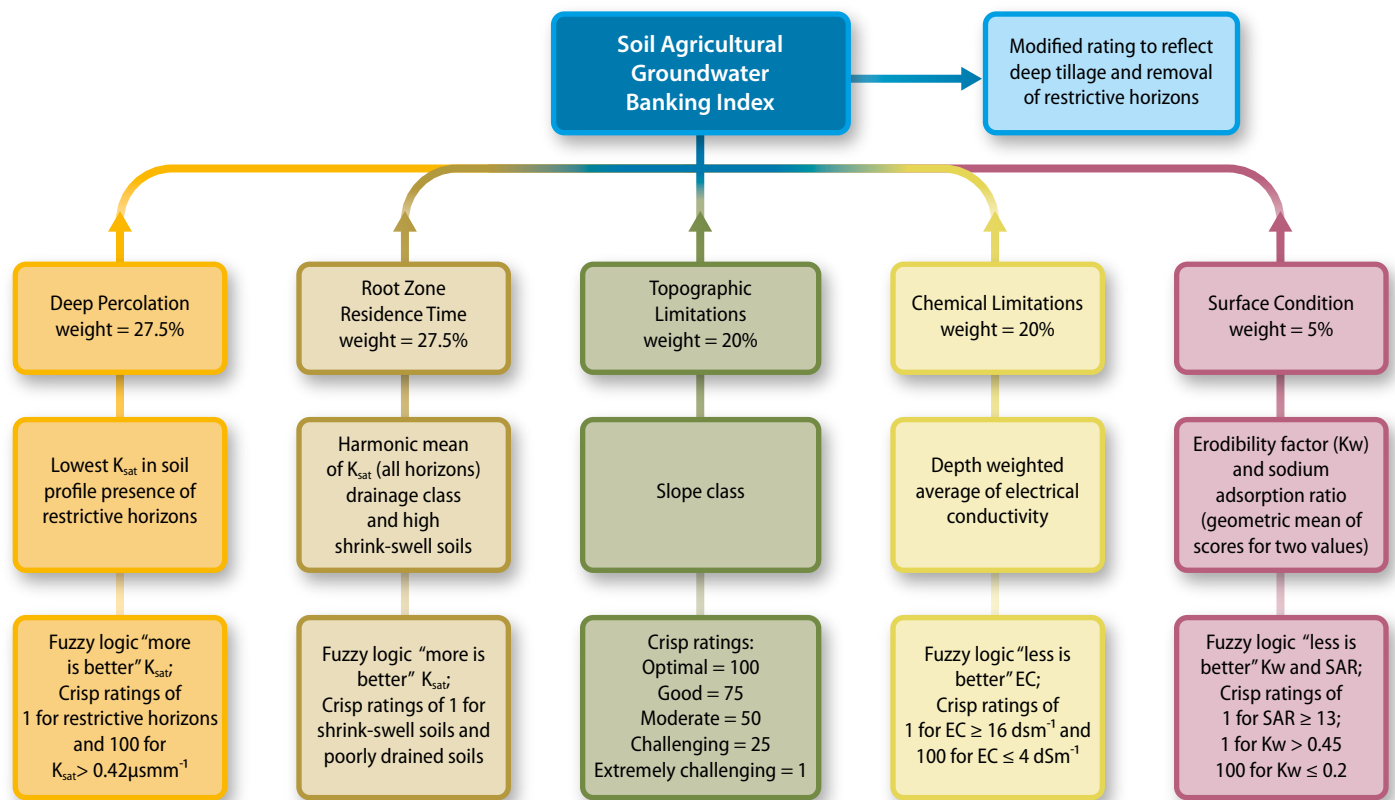 Soil Agricultural
Groundwater
Banking Index
Modified rating to reflect
deep tillage and removal
of restrictive horizons
Deep Percolation
weight = 27.5%
Root Zone
Residence Time
weight = 27.5%
Topographic
Limitations
weight = 20%
Chemical Limitations
weight = 20%
Surface Condition
weight = 5%
Lowest Ksat in soil
profile presence of
restrictive horizons
Harmonic mean
of Ksat (all horizons)
drainage class
and high
shrink-swell soils
Slope class
Depth weighted
average of electrical
conductivity
Erodibility factor (Kw)
and sodium
adsorption ratio
(geometric mean of
scores for two values)
Fuzzy logic “more
is better” Ksat;
Crisp ratings of
1 for restrictive horizons
and 100 for
Ksat> 0.42µsmm⁻¹
Fuzzy logic “more is
better” Ksat;
Crisp ratings of 1 for
shrink-swell soils and
poorly drained soils
Crisp ratings:
Optimal = 100
Good = 75
Moderate = 50
Challenging = 25
Extremely challenging = 1
Fuzzy logic “less is
better” EC;
Crisp ratings of
1 for EC ≥ 16 dsm⁻¹ and
100 for EC ≤ 4 dSm⁻¹
Fuzzy logic “less is
better” Kw and SAR;
Crisp ratings of
1 for SAR ≥ 13;
1 for Kw > 0.45
100 for Kw ≤ 0.2